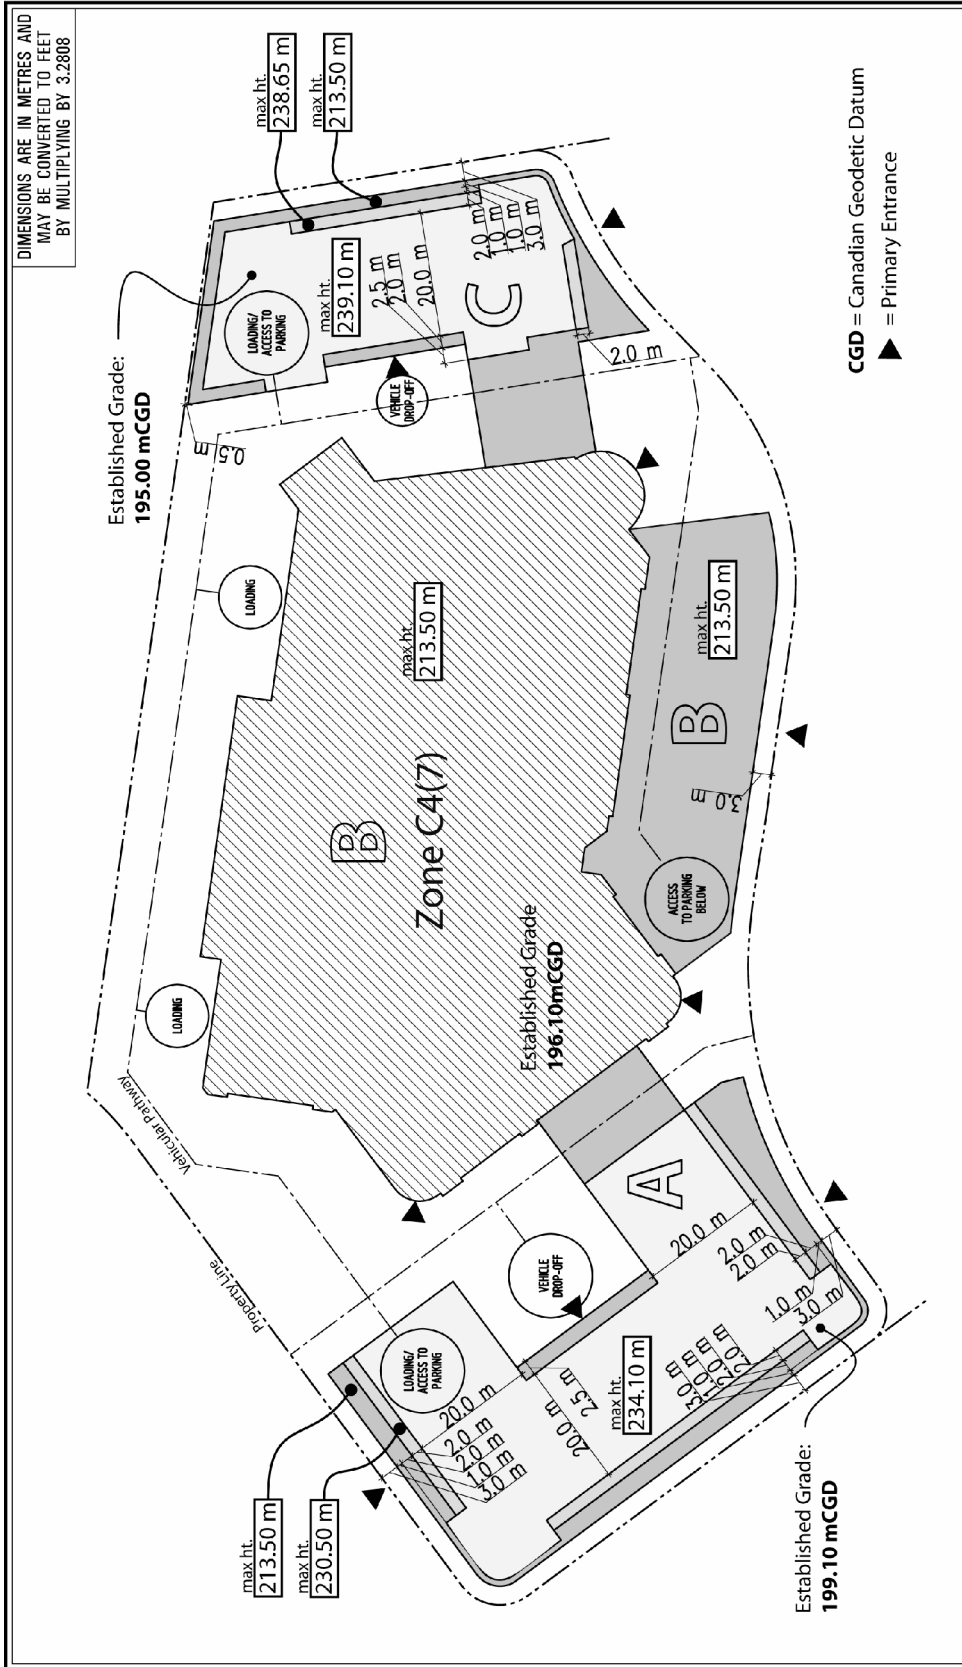 DIMENSIONS ARE IN METRES AND
MAY BE CONVERTED TO FEET
BY MULTIPLYING BY 3.2808
max ht.
213.50 m
max ht.
230.50 m
Property Line
Vehicular Pathway
LOADING
LOADING
Established Grade:
195.00 mCGD
0.5 m
max ht.
238.65 m
max ht.
213.50 m
LOADING/
ACCESS TO
PARKING
max ht.
239.10 m
2.5 m
2.0 m
20.0 m
C
2.0 m
1.0 m
1.0 m
3.0 m
2.0 m
VEHICLE
DROP-OFF
B
Zone C4(7)
max ht.
213.50 m
Established Grade
196.10mCGD
LOADING/
ACCESS TO
PARKING
20.0 m
2.0 m
2.0 m
1.0 m
3.0 m
VEHICLE
DROP-OFF
20.0 m
2.5 m
max ht.
234.10 m
3.0 m
1.0 m
2.0 m
2.0 m
A
20.0 m
2.0 m
2.0 m
1.0 m
3.0 m
ACCESS
TO PARKING
BELOW
B
max ht.
213.50 m
3.0 m
Established Grade:
199.10 mCGD
CGD = Canadian Geodetic Datum
= Primary Entrance